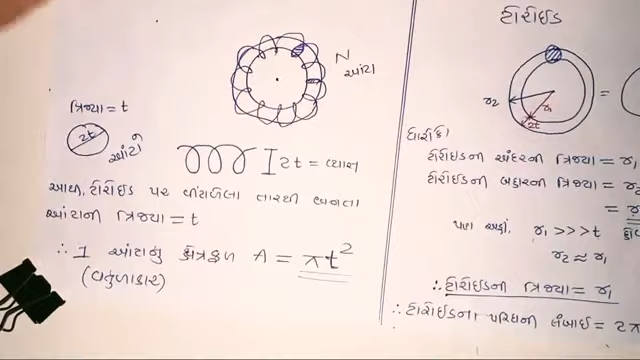 N
આંટા
ત્રિજ્યા = t
2t
આંટો
2t = વ્યાસ
આથી, ટોરોઇડ પર વીંટાળેલા તારથી બનતા
આંટાની ત્રિજ્યા = t
∴ 1 આંટાનું ક્ષેત્રફળ A = πt²
(વર્તુળાકાર)
ટોરોઇડ
r₂
r₁
2t
=
ધારોકે
ટોરોઇડની અંદરની ત્રિજ્યા = r₁
ટોરોઇડની બહારની ત્રિજ્યા = r₂
= r
પણ અહીં r₁ >>> t
r₂ ≈ r₁
∴ ટોરોઇડની ત્રિજ્યા = r₁
∴ ટોરોઇડના પરિઘની લંબાઈ = 2π